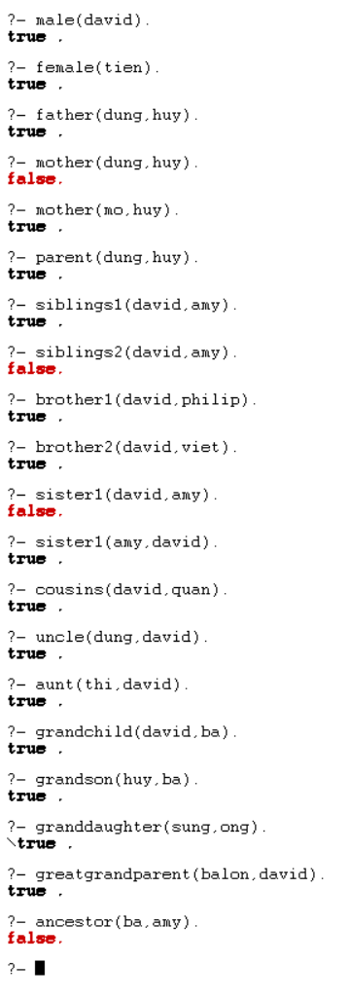 ?- male(david).
true .
?- female(tien).
true .
?- father(dung,huy).
true .
?- mother(dung,huy).
false.
?- mother(mo,huy).
true .
?- parent(dung,huy).
true .
?- siblings1(david,amy).
true .
?- siblings2(david,amy).
false.
?- brother1(david,philip).
true .
?- brother2(david,viet).
true .
?- sister1(david,amy).
false.
?- sister1(amy,david).
true .
?- cousins(david,quan).
true .
?- uncle(dung,david).
true .
?- aunt(thi,david).
true .
?- grandchild(david,ba).
true .
?- grandson(huy,ba).
true .
?- granddaughter(sung,ong).
\true .
?- greatgrandparent(balon,david).
true .
?- ancestor(ba,amy).
false.
?-